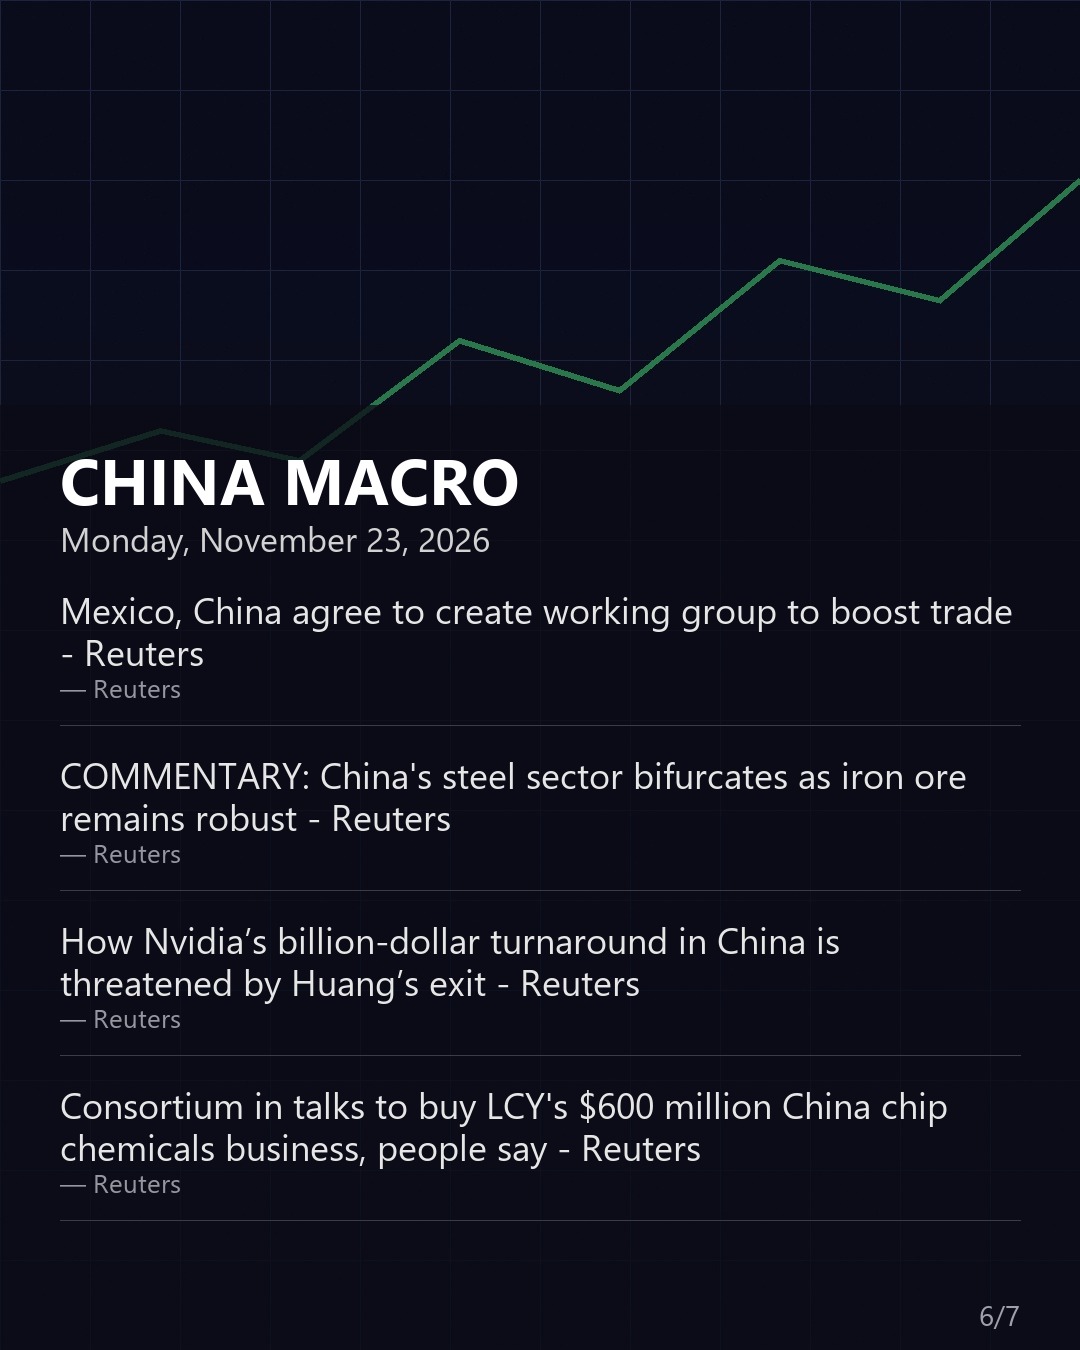 CHINA MACRO
Monday, November 23, 2026
Mexico, China agree to create working group to boost trade
- Reuters
— Reuters
COMMENTARY: China's steel sector bifurcates as iron ore
remains robust - Reuters
— Reuters
How Nvidia’s billion-dollar turnaround in China is
threatened by Huang’s exit - Reuters
— Reuters
Consortium in talks to buy LCY's $600 million China chip
chemicals business, people say - Reuters
— Reuters
6/7